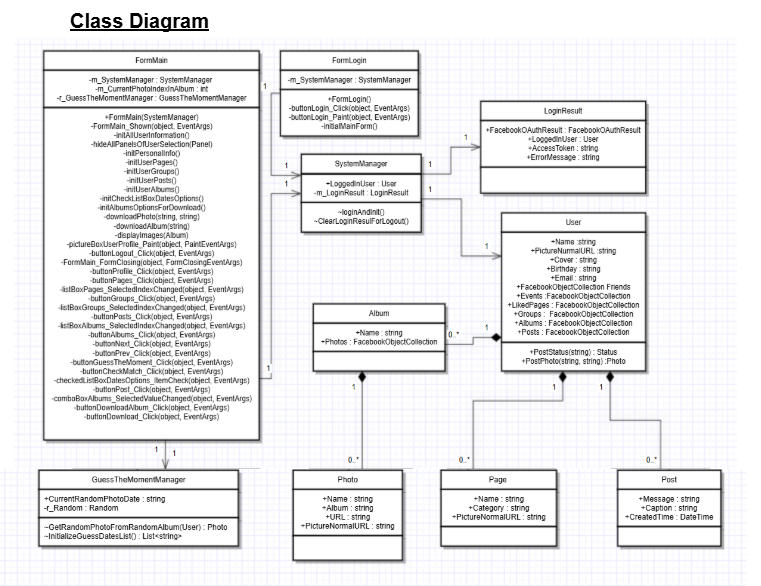 Class Diagram
FormMain
-m_SystemManager : SystemManager
-m_CurrentPhotoIndexInAlbum : int
-r_GuessTheMomentManager : GuessTheMomentManager
+FormMain(SystemManager)
-FormMain_Shown(object, EventArgs)
-initAllUserInformation()
-hideAllPanelsOfUserSelection(Panel)
-initPersonalInfo()
-initUserPages()
-initUserGroups()
-initUserPosts()
-initUserAlbums()
-initCheckListBoxDatesOptions()
-initAlbumsOptionsForDownload()
-downloadPhoto(string, string)
-downloadAlbum(string)
-displayImages(Album)
-pictureBoxUserProfile_Paint(object, PaintEventArgs)
-buttonLogout_Click(object, EventArgs)
-FormMain_FormClosing(object, FormClosingEventArgs)
-buttonProfile_Click(object, EventArgs)
-buttonPages_Click(object, EventArgs)
-listBoxPages_SelectedIndexChanged(object, EventArgs)
-buttonGroups_Click(object, EventArgs)
-listBoxGroups_SelectedIndexChanged(object, EventArgs)
-buttonPosts_Click(object, EventArgs)
-listBoxAlbums_SelectedIndexChanged(object, EventArgs)
-buttonAlbums_Click(object, EventArgs)
-buttonNext_Click(object, EventArgs)
-buttonPrev_Click(object, EventArgs)
-buttonGuessTheMoment_Click(object, EventArgs)
-buttonCheckMatch_Click(object, EventArgs)
-checkedListBoxDatesOptions_ItemCheck(object, EventArgs)
-buttonPost_Click(object, EventArgs)
-comboBoxAlbums_SelectedValueChanged(object, EventArgs)
-buttonDownloadAlbum_Click(object, EventArgs)
-buttonDownload_Click(object, EventArgs)
FormLogin
-m_SystemManager : SystemManager
+FormLogin()
-buttonLogin_Click(object, EventArgs)
-buttonLogin_Paint(object, EventArgs)
-initialMainForm()
1
1
1
1
SystemManager
+LoggedInUser : User
-m_LoginResult : LoginResult
~loginAndInit()
~ClearLoginResulForLogout()
1
1
1
1
LoginResult
+FacebookOAuthResult : FacebookOAuthResult
+LoggedInUser : User
+AccessToken : string
+ErrorMessage : string
User
+Name :string
+PictureNurmalURL :string
+Cover : string
+Birthday : string
+Email : string
+FacebookObjectCollection Friends
+Events : FacebookObjectCollection
+LikedPages : FacebookObjectCollection
+Groups : FacebookObjectCollection
+Albums : FacebookObjectCollection
+Posts : FacebookObjectCollection
+PostStatus(string) : Status
+PostPhoto(string, string) :Photo
Album
+Name : string
+Photos : FacebookObjectCollection
0..*
1
1
1
1
1
1
0..*
0..*
0..*
GuessTheMomentManager
+CurrentRandomPhotoDate : string
-r_Random : Random
~GetRandomPhotoFromRandomAlbum(User) : Photo
~InitializeGuessDatesList() : List<string>
Photo
+Name : string
+Album : string
+URL : string
+PictureNormalURL : string
Page
+Name : string
+Category : string
+PictureNormalURL : string
Post
+Message : string
+Caption : string
+CreatedTime : DateTime